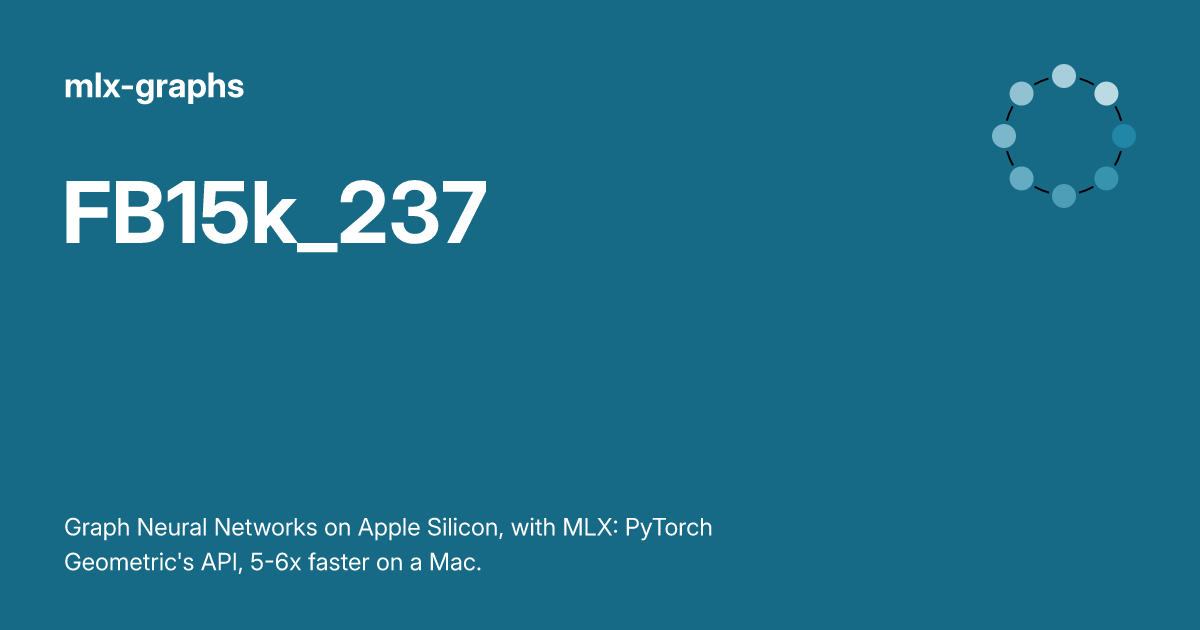 mlx-graphs
FB15k_237
Graph Neural Networks on Apple Silicon, with MLX: PyTorch
Geometric's API, 5-6x faster on a Mac.